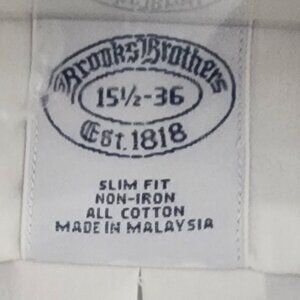 Brooks Brothers
15½-36
Est. 1818
SLIM FIT
NON-IRON
ALL COTTON
MADE IN MALAYSIA